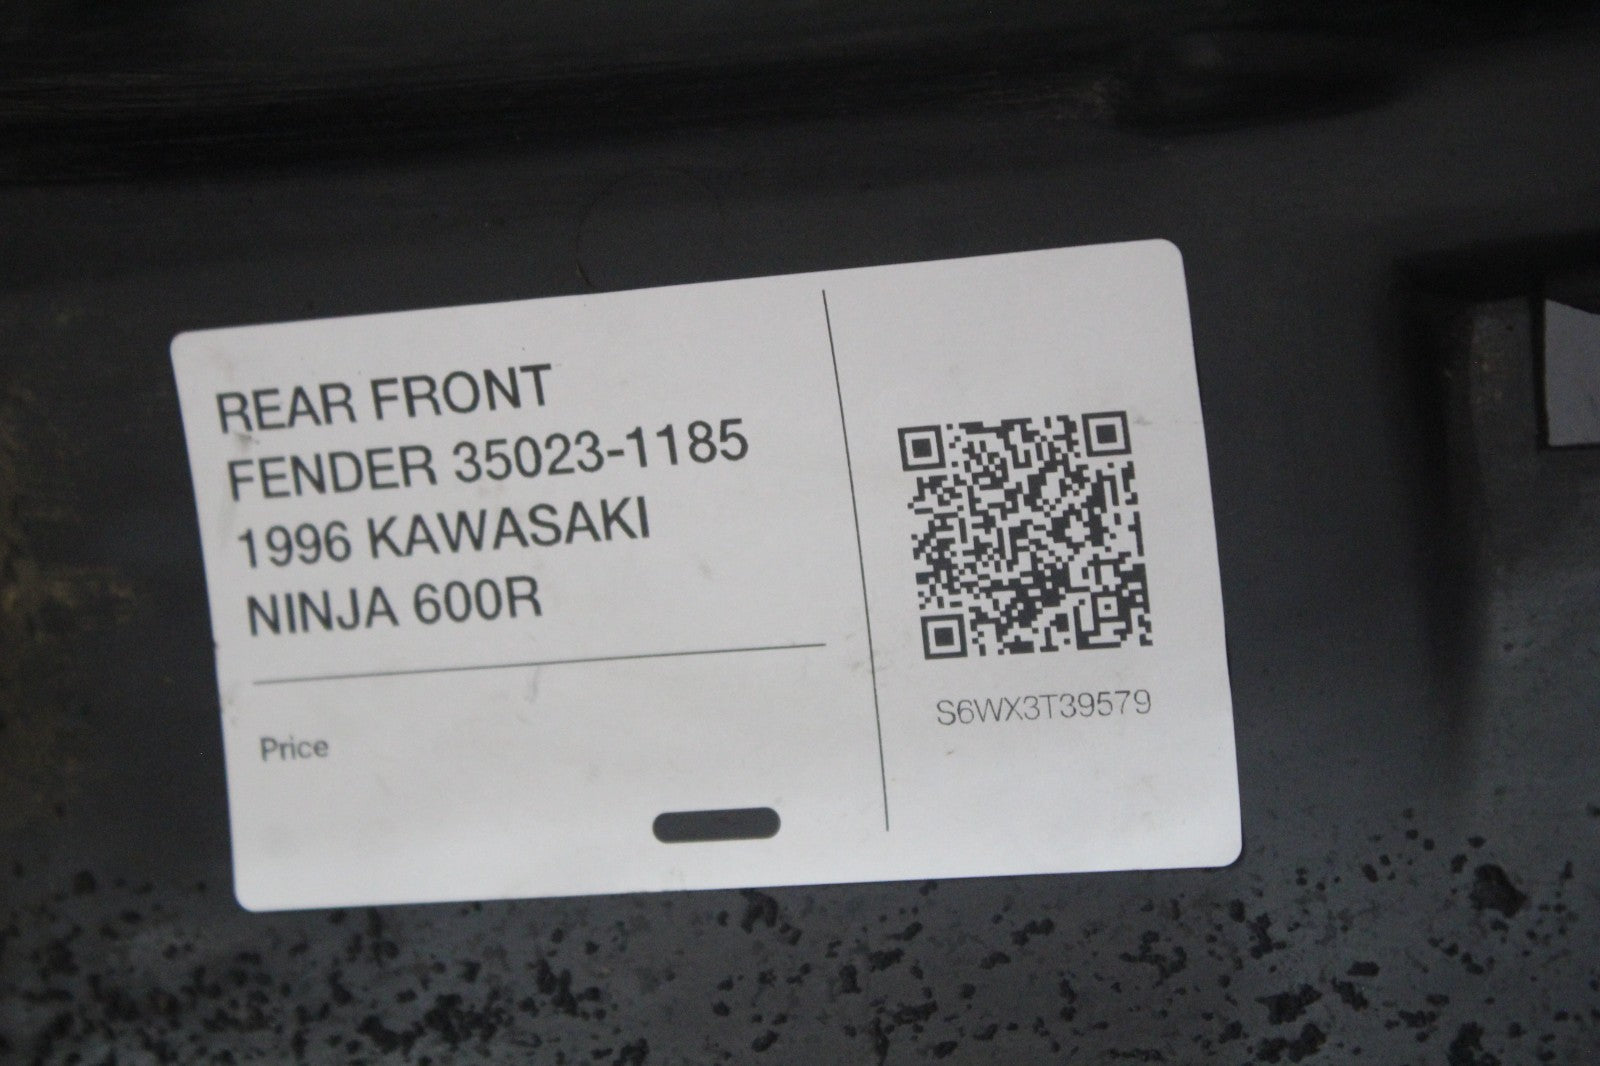 REAR FRONT
FENDER 35023-1185
1996 KAWASAKI
NINJA 600R
Price
S6WX3T39579